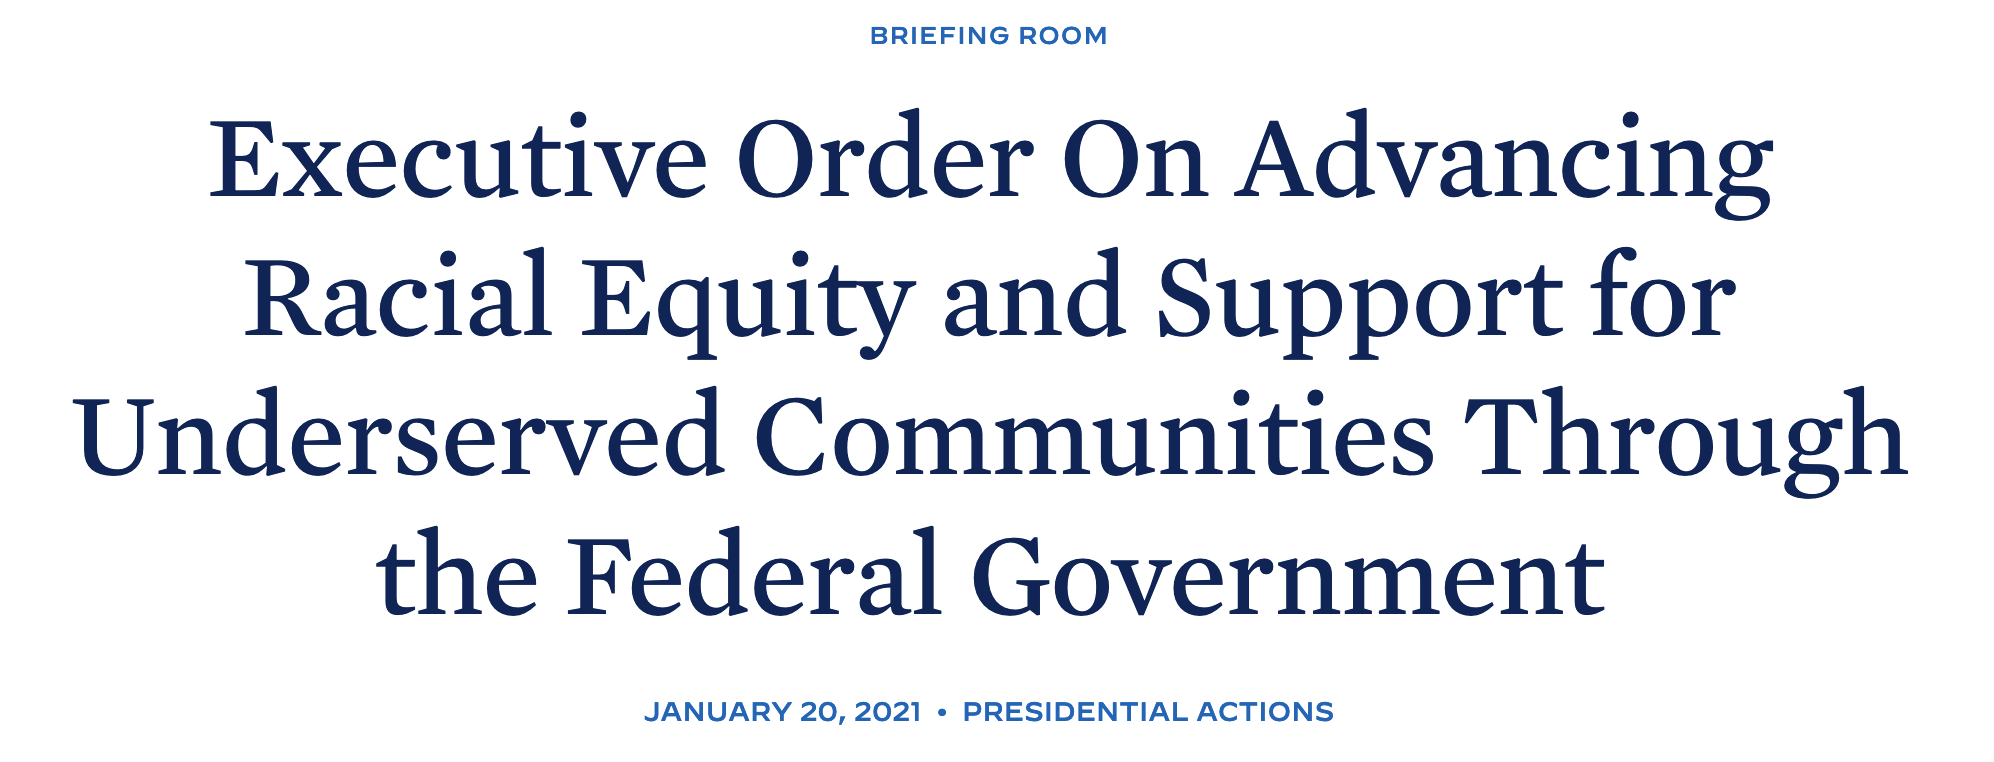 BRIEFING ROOM
Executive Order On Advancing
Racial Equity and Support for
Underserved Communities Through
the Federal Government
JANUARY 20, 2021 • PRESIDENTIAL ACTIONS